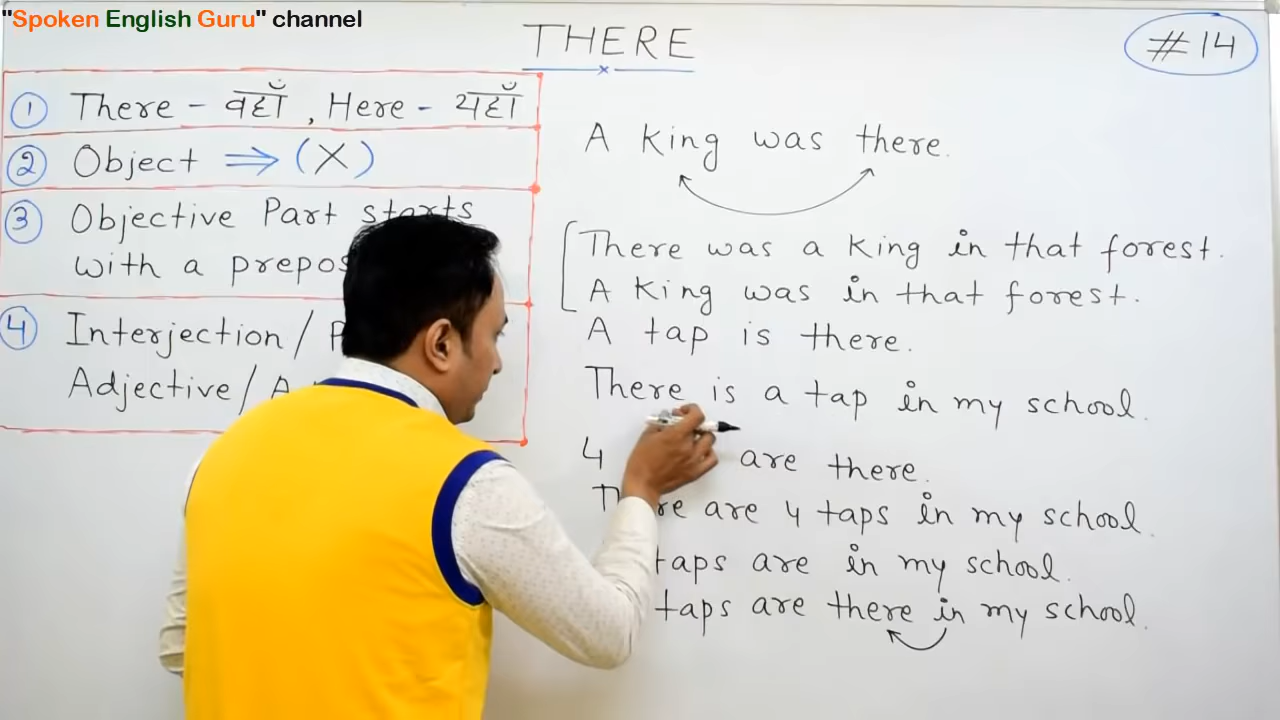 "Spoken English Guru" channel
THERE
#14
1 There - वहाँ , Here - यहाँ
2 Object ⇒ (X)
3 Objective Part starts
with a
4 Interjection /
Adjective /
A king was there.
There was a king in that forest.
A king was in that forest.
A tap is there.
There is a tap in my school.
4 are there.
are 4 taps in my school.
taps are in my school.
taps are there in my school.